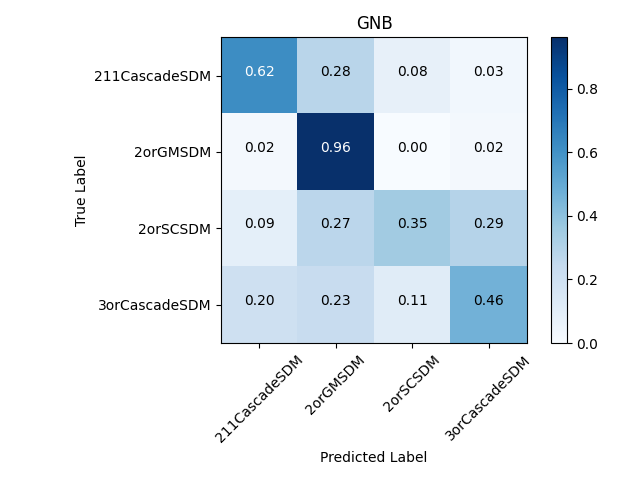 GNB
211CascadeSDM 0.62 0.28 0.08 0.03
2orGMSDM 0.02 0.96 0.00 0.02
2orSCSDM 0.09 0.27 0.35 0.29
3orCascadeSDM 0.20 0.23 0.11 0.46
True Label
211CascadeSDM 2orGMSDM 2orSCSDM 3orCascadeSDM
Predicted Label
0.8
0.6
0.4
0.2
0.0